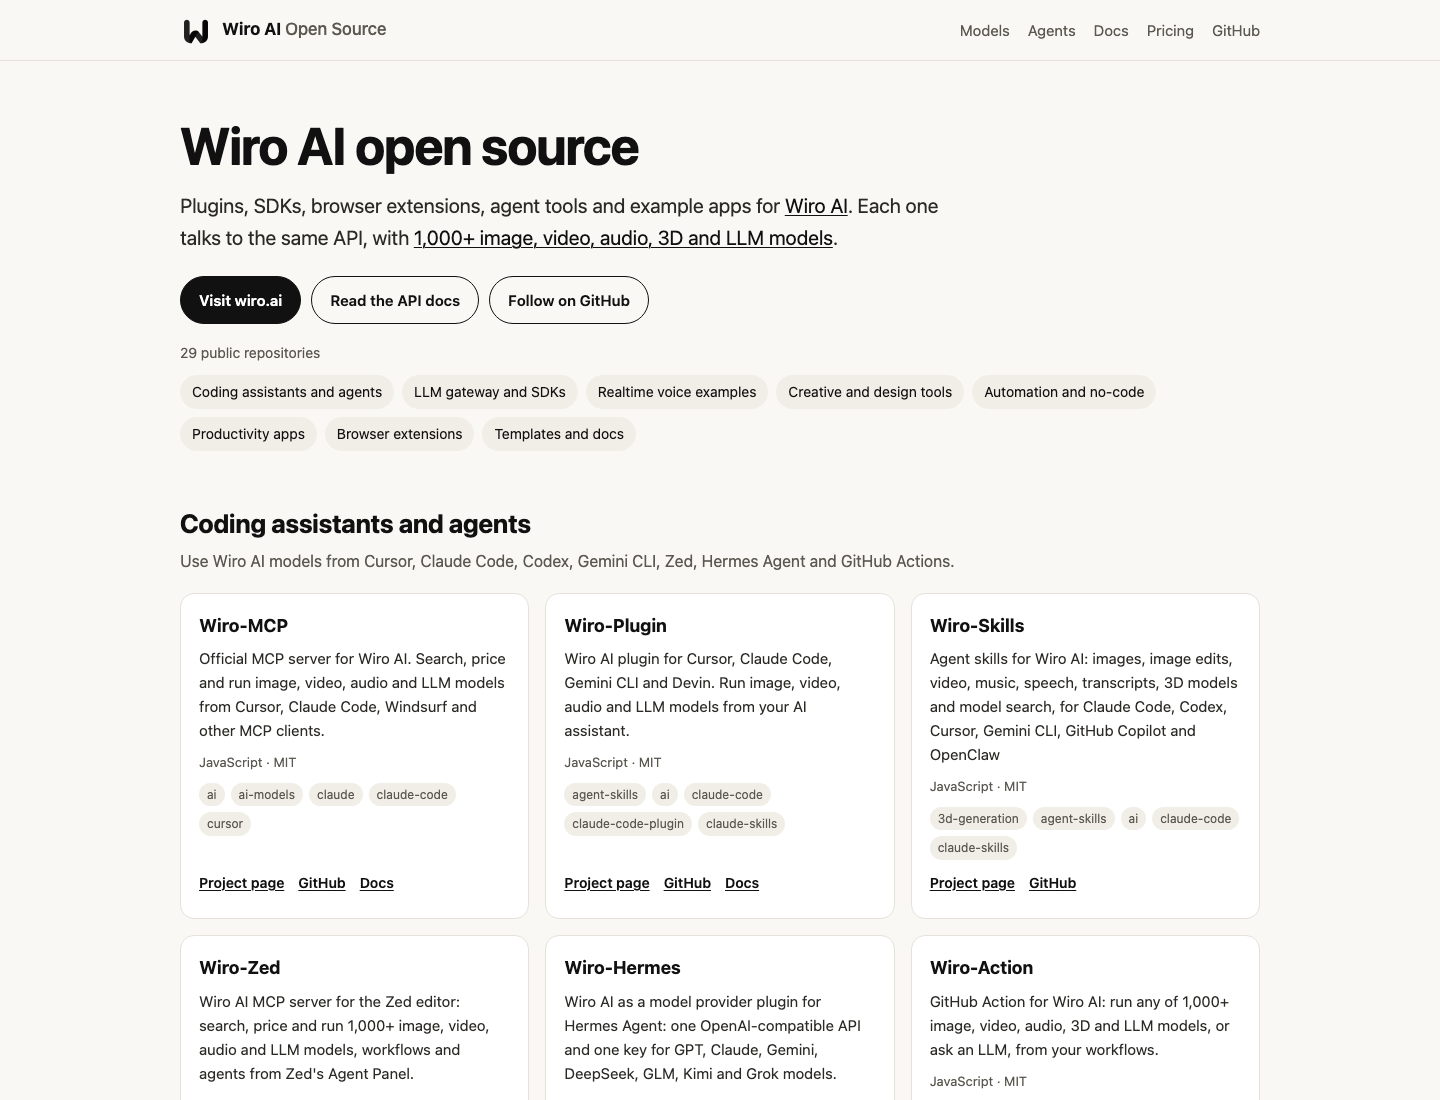 Wiro AI Open Source
Models Agents Docs Pricing GitHub
Wiro AI open source
Plugins, SDKs, browser extensions, agent tools and example apps for Wiro AI. Each one
talks to the same API, with 1,000+ image, video, audio, 3D and LLM models.
Visit wiro.ai Read the API docs Follow on GitHub
29 public repositories
Coding assistants and agents LLM gateway and SDKs Realtime voice examples Creative and design tools Automation and no-code
Productivity apps Browser extensions Templates and docs
Coding assistants and agents
Use Wiro AI models from Cursor, Claude Code, Codex, Gemini CLI, Zed, Hermes Agent and GitHub Actions.
Wiro-MCP
Official MCP server for Wiro AI. Search, price
and run image, video, audio and LLM models
from Cursor, Claude Code, Windsurf and
other MCP clients.
JavaScript · MIT
ai ai-models claude claude-code
cursor
Project page GitHub Docs
Wiro-Plugin
Wiro AI plugin for Cursor, Claude Code,
Gemini CLI and Devin. Run image, video,
audio and LLM models from your AI
assistant.
JavaScript · MIT
agent-skills ai claude-code
claude-code-plugin claude-skills
Project page GitHub Docs
Wiro-Skills
Agent skills for Wiro AI: images, image edits,
video, music, speech, transcripts, 3D models
and model search, for Claude Code, Codex,
Cursor, Gemini CLI, GitHub Copilot and
OpenClaw
JavaScript · MIT
3d-generation agent-skills ai claude-code
claude-skills
Project page GitHub
Wiro-Zed
Wiro AI MCP server for the Zed editor:
search, price and run 1,000+ image, video,
audio and LLM models, workflows and
agents from Zed's Agent Panel.
Wiro-Hermes
Wiro AI as a model provider plugin for
Hermes Agent: one OpenAI-compatible API
and one key for GPT, Claude, Gemini,
DeepSeek, GLM, Kimi and Grok models.
Wiro-Action
GitHub Action for Wiro AI: run any of 1,000+
image, video, audio, 3D and LLM models, or
ask an LLM, from your workflows.
JavaScript · MIT